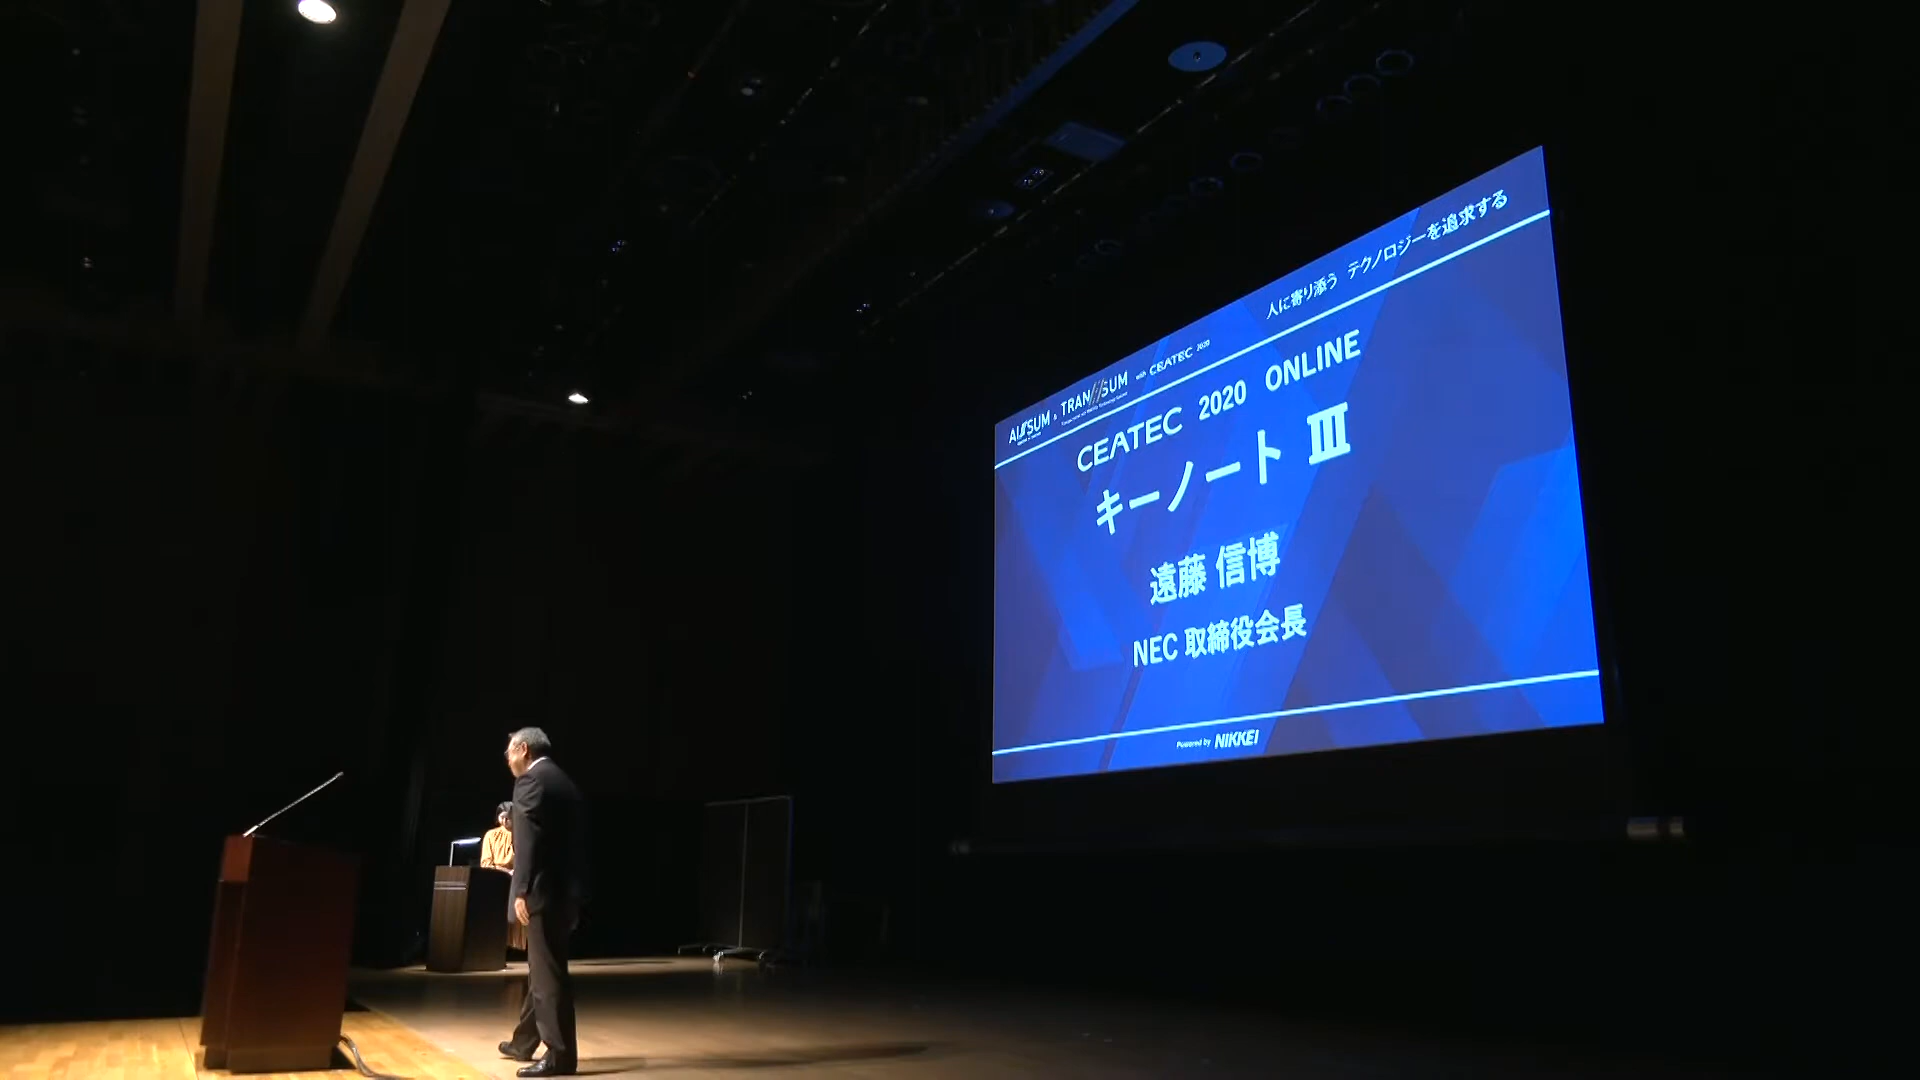 AI/SUM & TRAN/SUM with CEATEC 2020
人に寄り添う テクノロジーを追求する
CEATEC 2020 ONLINE
キーノート Ⅲ
遠藤 信博
NEC 取締役会長
Powered by NIKKEI